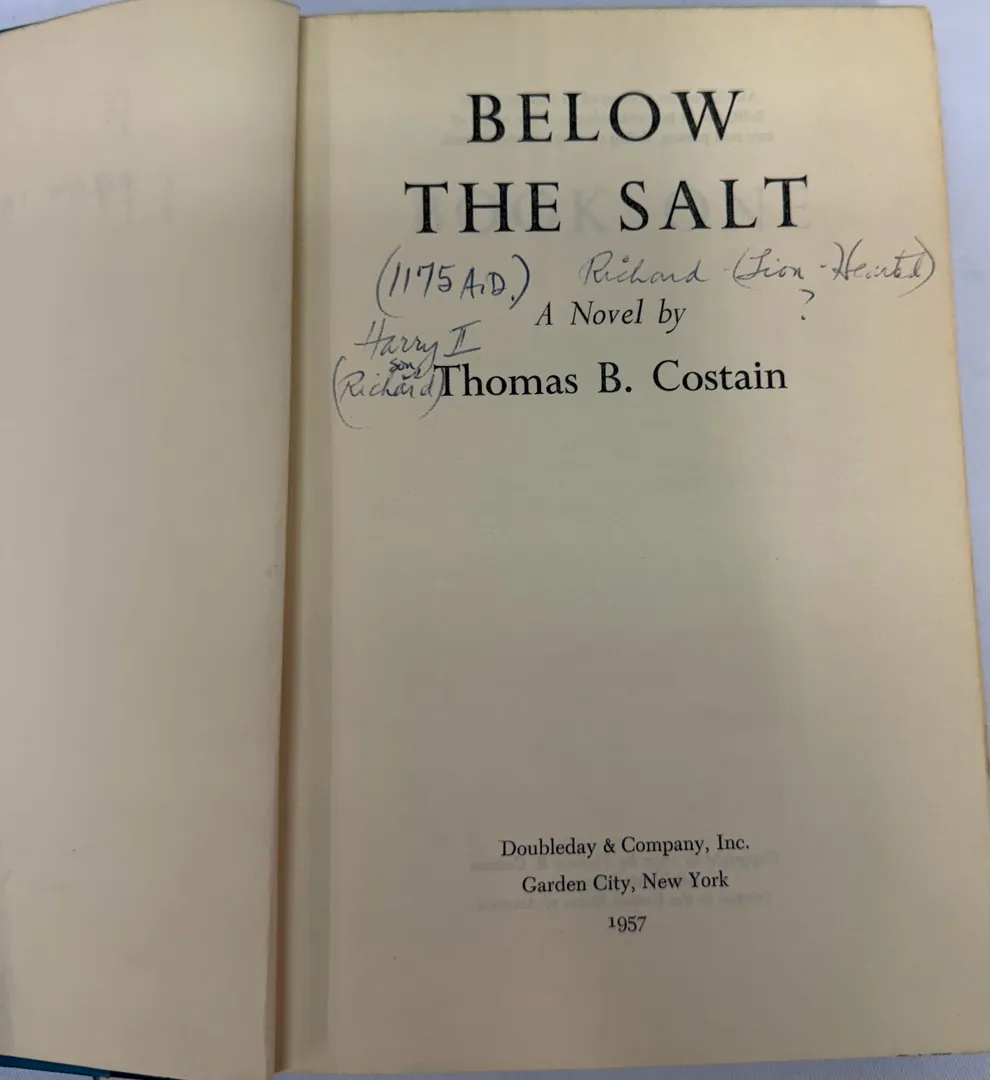 BELOW
THE SALT
(1175 A.D.) Richard (Lion-Hearted)
?
A Novel by
Harry II
son
(Richard)
Thomas B. Costain
Doubleday & Company, Inc.
Garden City, New York
1957